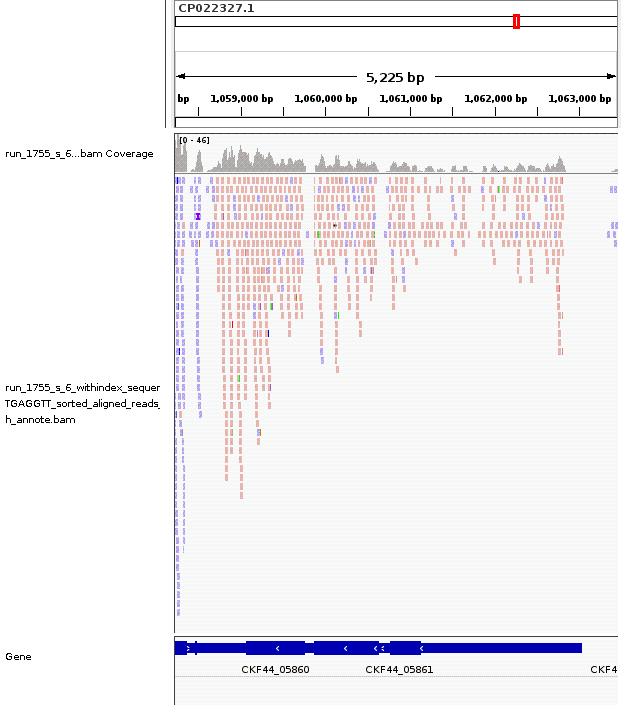 CP022327.1
5,225 bp
bp 1,059,000 bp 1,060,000 bp 1,061,000 bp 1,062,000 bp 1,063,000 bp
[0 - 46]
run_1755_s_6...bam Coverage
run_1755_s_6_withindex_sequer
TGAGGTT_sorted_aligned_reads_
h_annote.bam
Gene
CKF44_05860 CKF44_05861 CKF4